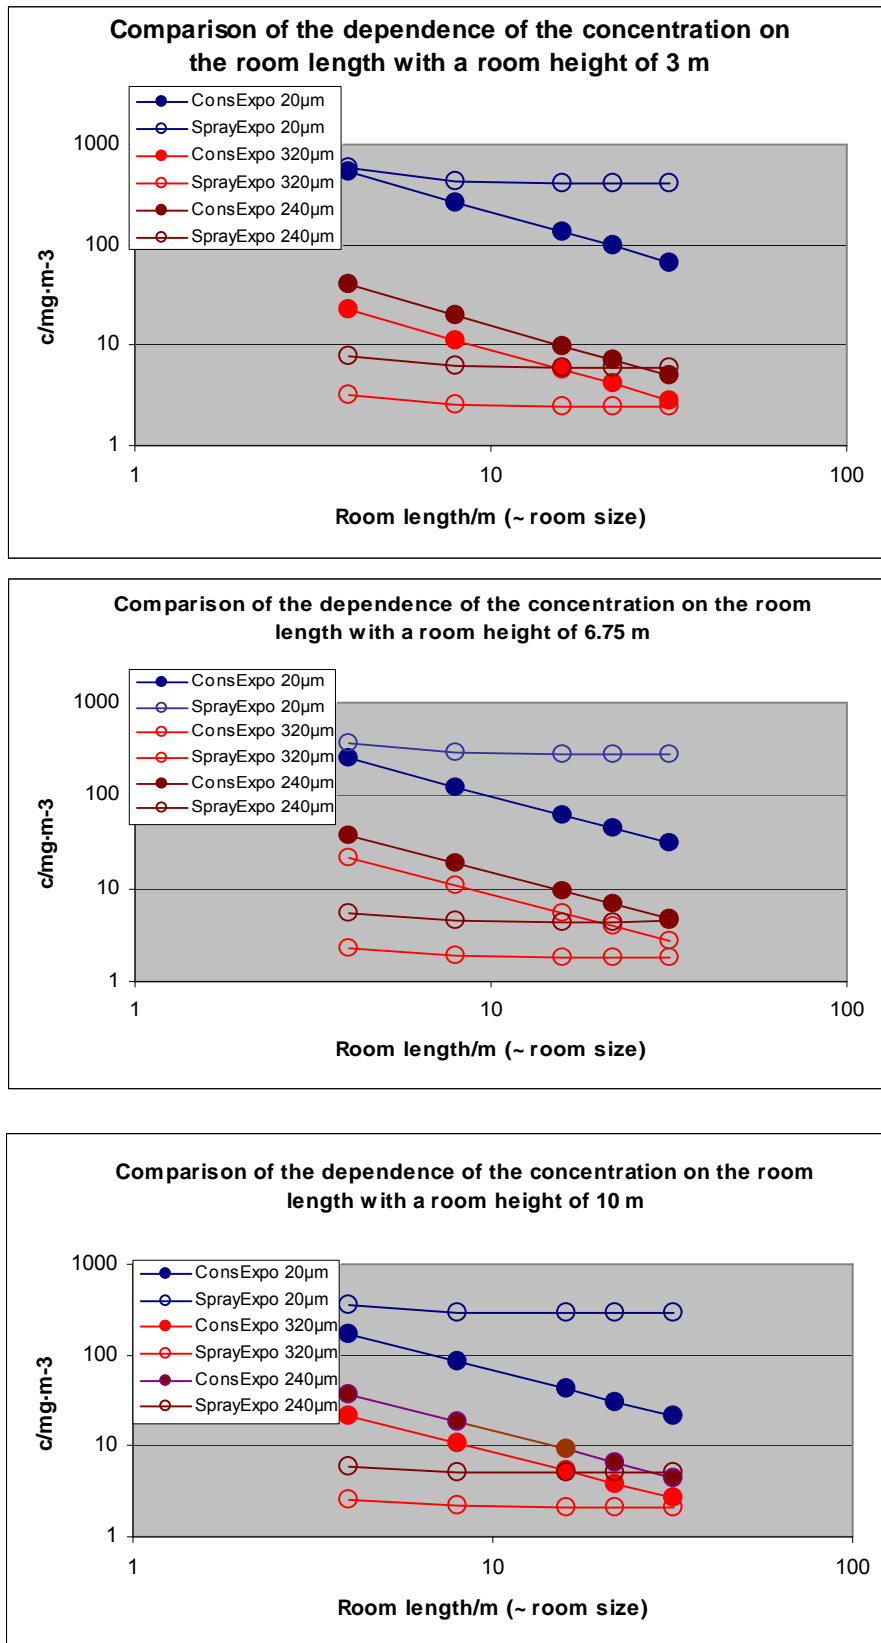 Comparison of the dependence of the concentration on
the room length with a room height of 3 m
ConsExpo 20µm
SprayExpo 20µm
ConsExpo 320µm
SprayExpo 320µm
ConsExpo 240µm
SprayExpo 240µm
1000
100
10
1
c/mg·m-3
1
10
100
Room length/m (~ room size)
Comparison of the dependence of the concentration on the room
length with a room height of 6.75 m
ConsExpo 20µm
SprayExpo 20µm
ConsExpo 320µm
SprayExpo 320µm
ConsExpo 240µm
SprayExpo 240µm
1000
100
10
1
c/mg·m-3
1
10
100
Room length/m (~ room size)
Comparison of the dependence of the concentration on the room
length with a room height of 10 m
ConsExpo 20µm
SprayExpo 20µm
ConsExpo 320µm
SprayExpo 320µm
ConsExpo 240µm
SprayExpo 240µm
1000
100
10
1
c/mg·m-3
1
10
100
Room length/m (~ room size)